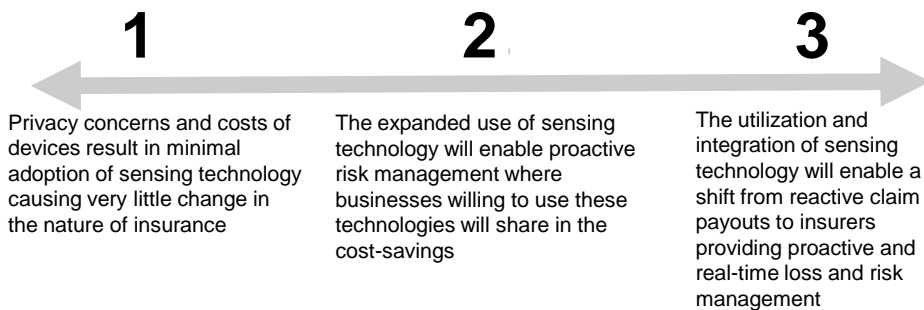 1
2
3
Privacy concerns and costs of
devices result in minimal
adoption of sensing technology
causing very little change in
the nature of insurance
The expanded use of sensing
technology will enable proactive
risk management where
businesses willing to use these
technologies will share in the
cost-savings
The utilization and
integration of sensing
technology will enable a
shift from reactive claim
payouts to insurers
providing proactive and
real-time loss and risk
management